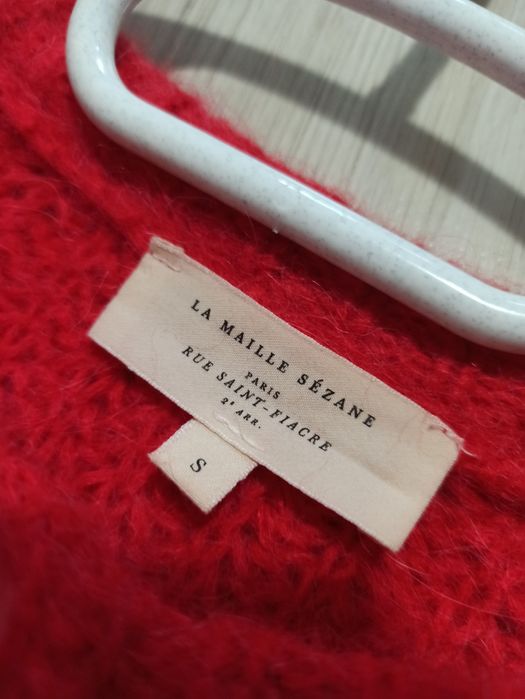 LA MAILLE SÉZANE
PARIS
RUE SAINT-FIACRE
2ᵉ ARR.
S